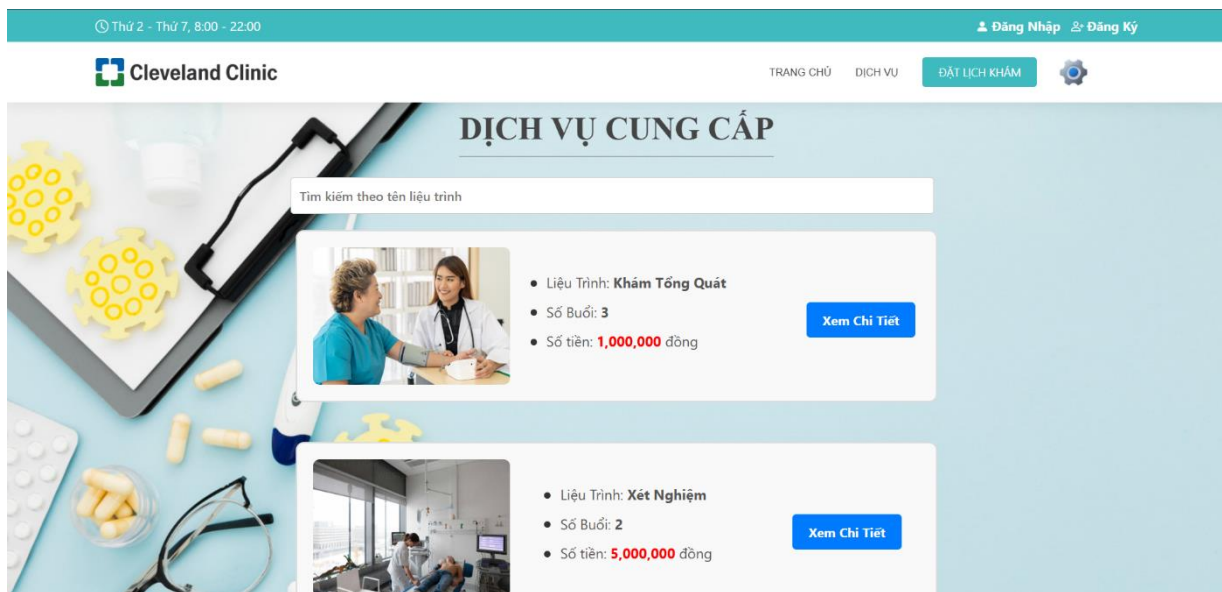 Thứ 2 - Thứ 7, 8:00 - 22:00
Đăng Nhập Đăng Ký
Cleveland Clinic
TRANG CHỦ DỊCH VỤ ĐẶT LỊCH KHÁM
DỊCH VỤ CUNG CẤP
Tìm kiếm theo tên liệu trình
Liệu Trình: Khám Tổng Quát
Số Buổi: 3
Số tiền: 1,000,000 đồng
Xem Chi Tiết
Liệu Trình: Xét Nghiệm
Số Buổi: 2
Số tiền: 5,000,000 đồng
Xem Chi Tiết